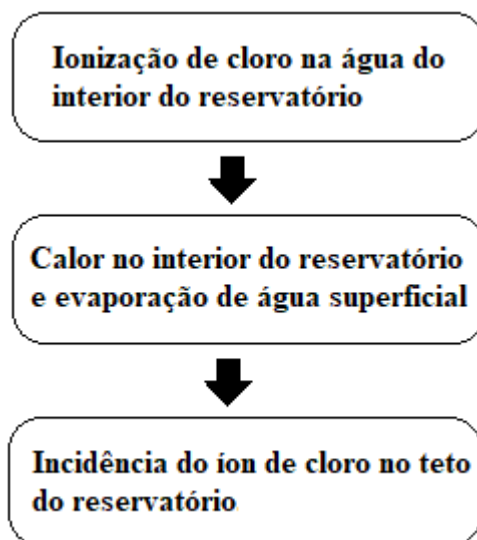 Ionização de cloro na água do
interior do reservatório
Calor no interior do reservatório
e evaporação de água superficial
Incidência do íon de cloro no teto
do reservatório